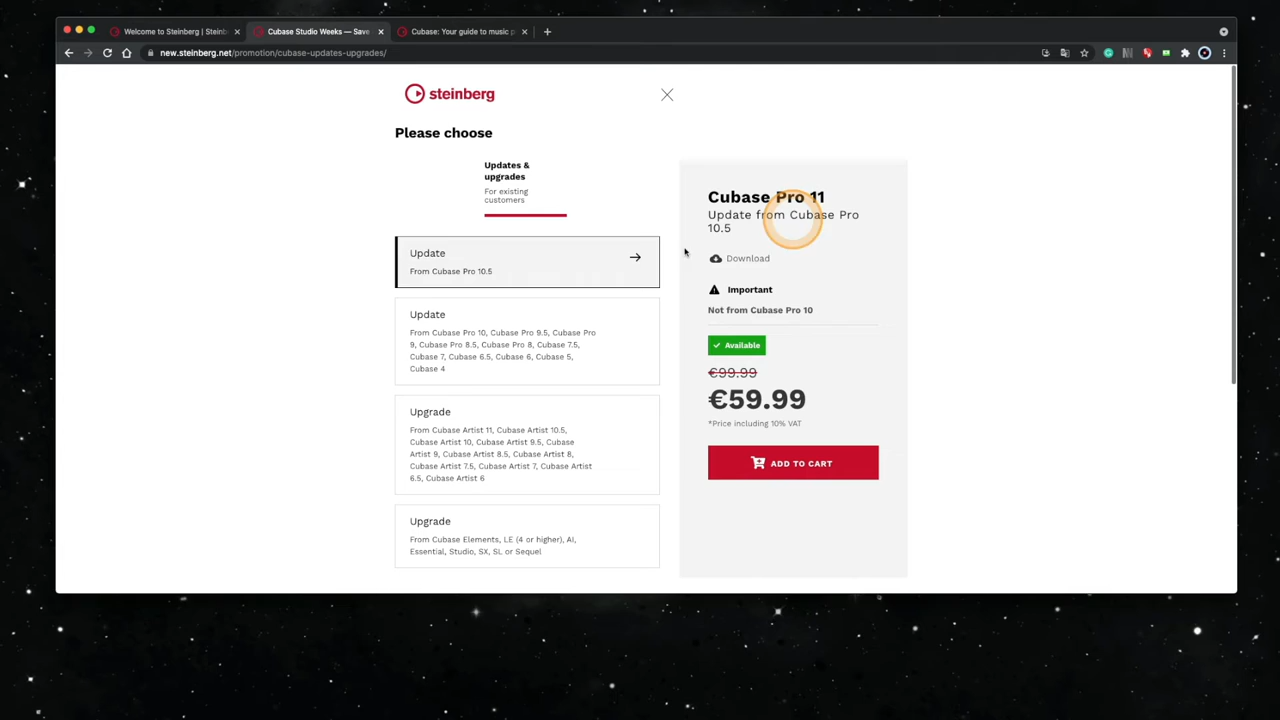 Welcome to Steinberg | Steinb
Cubase Studio Weeks — Save
Cubase: Your guide to music p
new.steinberg.net/promotion/cubase-updates-upgrades/
steinberg
Please choose
Updates &
upgrades
For existing
customers
Update
From Cubase Pro 10.5
Update
From Cubase Pro 10, Cubase Pro 9.5, Cubase Pro
9, Cubase Pro 8.5, Cubase Pro 8, Cubase 7.5,
Cubase 7, Cubase 6.5, Cubase 6, Cubase 5,
Cubase 4
Upgrade
From Cubase Artist 11, Cubase Artist 10.5,
Cubase Artist 10, Cubase Artist 9.5, Cubase
Artist 9, Cubase Artist 8.5, Cubase Artist 8,
Cubase Artist 7.5, Cubase Artist 7, Cubase Artist
6.5, Cubase Artist 6
Upgrade
From Cubase Elements, LE (4 or higher), AI,
Essential, Studio, SX, SL or Sequel
Cubase Pro 11
Update from Cubase Pro
10.5
Download
Important
Not from Cubase Pro 10
Available
€99.99
€59.99
*Price including 10% VAT
ADD TO CART